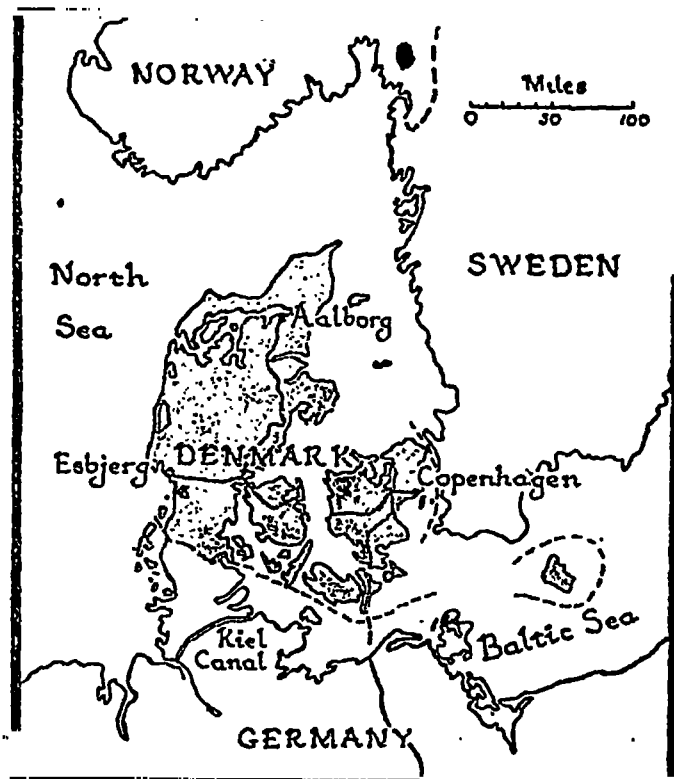 NORWAY
Miles
0 50 100
North
Sea
SWEDEN
Aalborg
Esbjerg
DENMARK
Copenhagen
Kiel
Canal
Baltic Sea
GERMANY